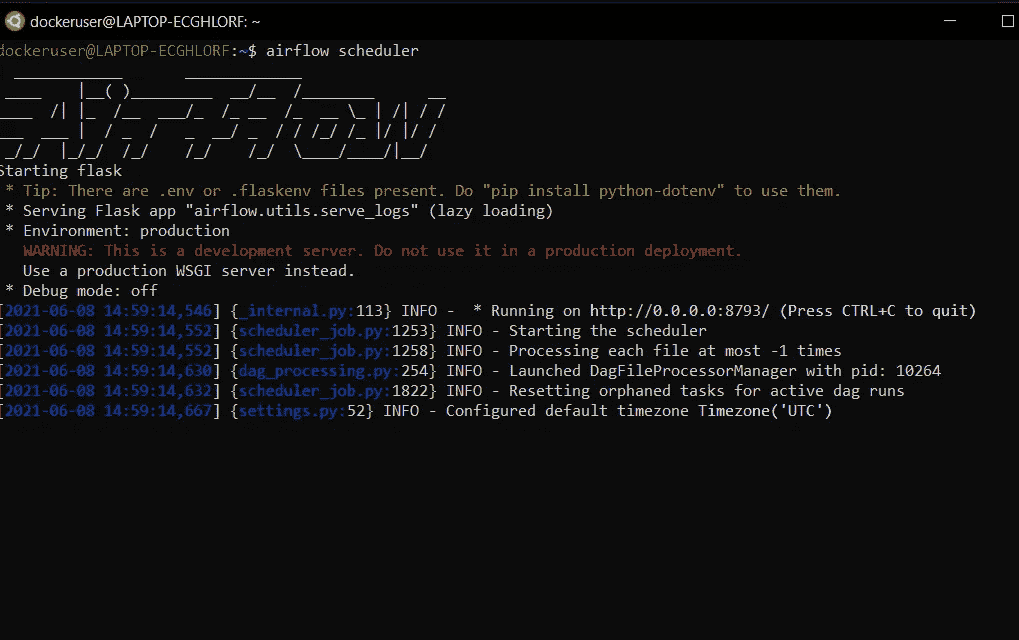 dockeruser@LAPTOP-ECGHLORF: ~
dockeruser@LAPTOP-ECGHLORF:~$ airflow scheduler
Airflow
Starting flask
* Tip: There are .env or .flaskenv files present. Do "pip install python-dotenv" to use them.
* Serving Flask app "airflow.utils.serve_logs" (lazy loading)
* Environment: production
WARNING: This is a development server. Do not use it in a production deployment.
Use a production WSGI server instead.
* Debug mode: off
[2021-06-08 14:59:14,546] {_internal.py:113} INFO -  * Running on http://0.0.0.0:8793/ (Press CTRL+C to quit)
[2021-06-08 14:59:14,552] {scheduler_job.py:1253} INFO - Starting the scheduler
[2021-06-08 14:59:14,552] {scheduler_job.py:1258} INFO - Processing each file at most -1 times
[2021-06-08 14:59:14,630] {dag_processing.py:254} INFO - Launched DagFileProcessorManager with pid: 10264
[2021-06-08 14:59:14,632] {scheduler_job.py:1822} INFO - Resetting orphaned tasks for active dag runs
[2021-06-08 14:59:14,667] {settings.py:52} INFO - Configured default timezone Timezone('UTC')